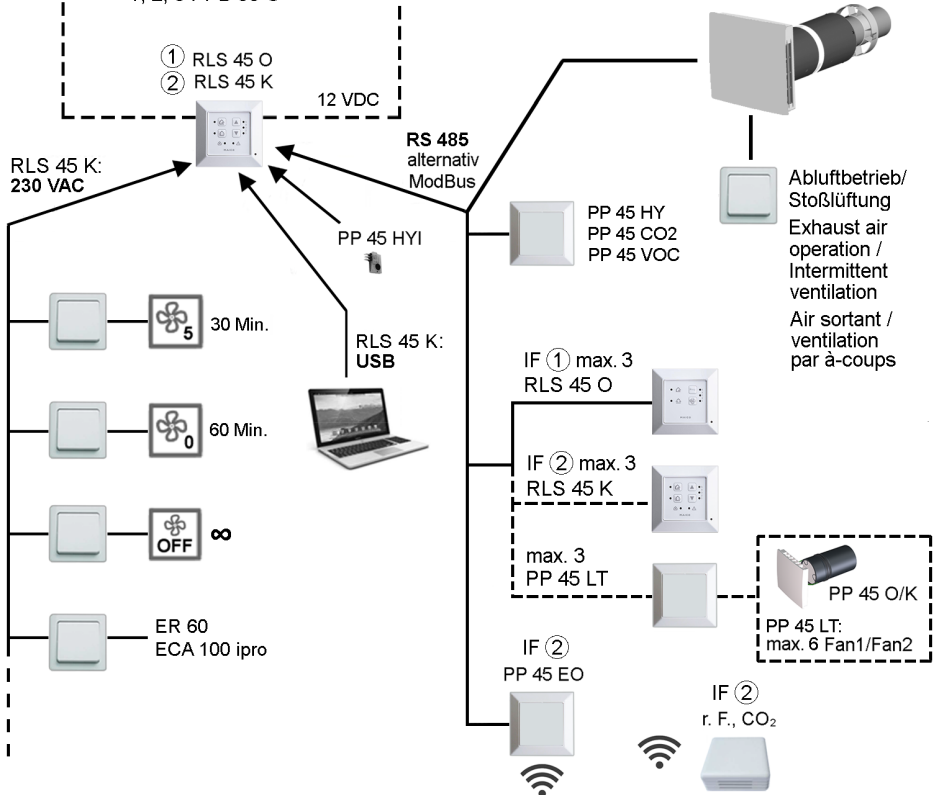 ① RLS 45 O
② RLS 45 K
12 VDC
RLS 45 K:
230 VAC
RS 485
alternativ
ModBus
PP 45 HYI
RLS 45 K:
USB
5
30 Min.
0
60 Min.
OFF
∞
ER 60
ECA 100 ipro
PP 45 HY
PP 45 CO2
PP 45 VOC
Abluftbetrieb/
Stoßlüftung
Exhaust air
operation /
Intermittent
ventilation
Air sortant /
ventilation
par à-coups
IF ① max. 3
RLS 45 O
IF ② max. 3
RLS 45 K
max. 3
PP 45 LT
PP 45 O/K
PP 45 LT:
max. 6 Fan1/Fan2
IF ②
PP 45 EO
IF ②
r. F., CO₂